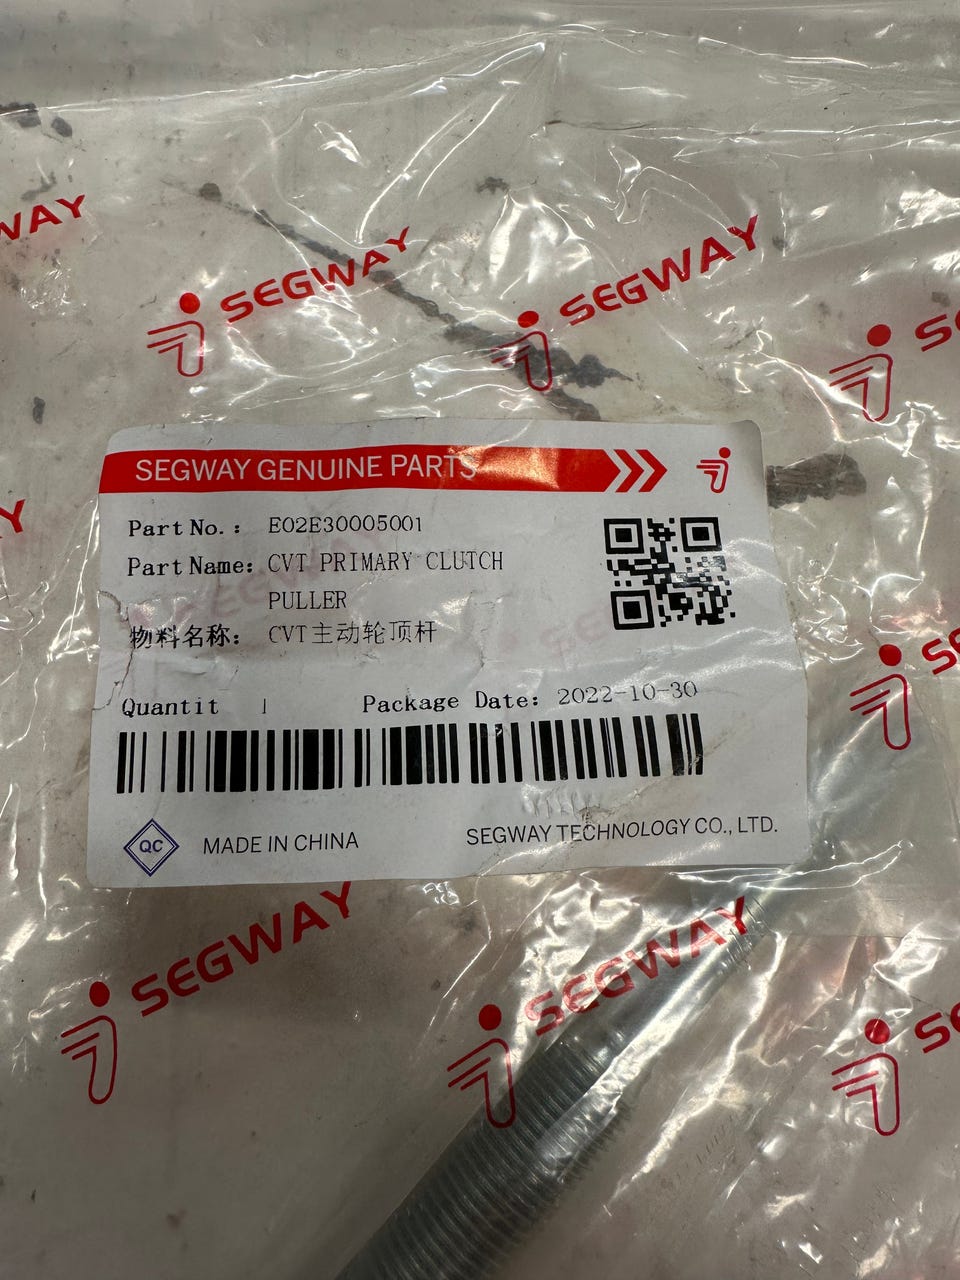 WAY
SEGWAY
SEGWAY
SEGWAY GENUINE PARTS
Part No.: E02E30005001
Part Name: CVT PRIMARY CLUTCH
PULLER
物料名称: CVT主动轮顶杆
Quantit 1 Package Date: 2022-10-30
QC MADE IN CHINA SEGWAY TECHNOLOGY CO., LTD.
SEGWAY
SEGWAY